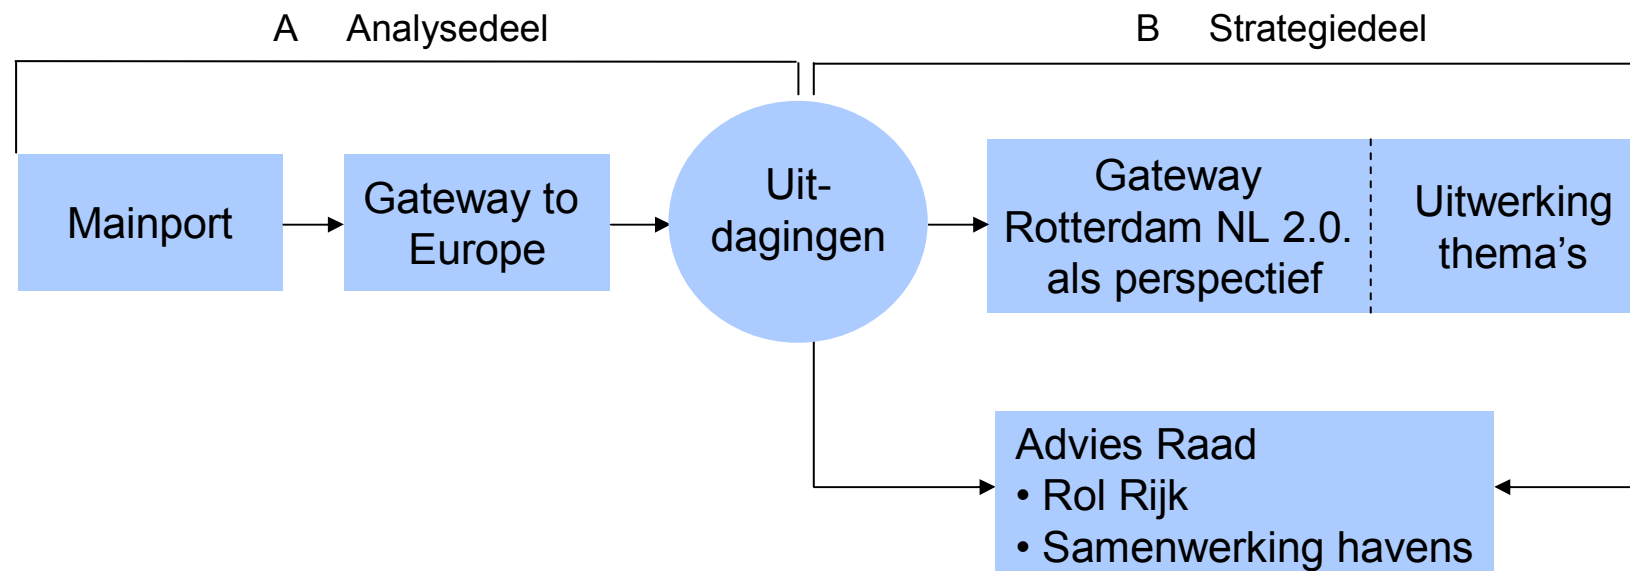 A Analysedeel
B Strategiedeel
Mainport
Gateway to
Europe
Uit-
dagingen
Gateway
Rotterdam NL 2.0.
als perspectief
Uitwerking
thema’s
Advies Raad
• Rol Rijk
• Samenwerking havens